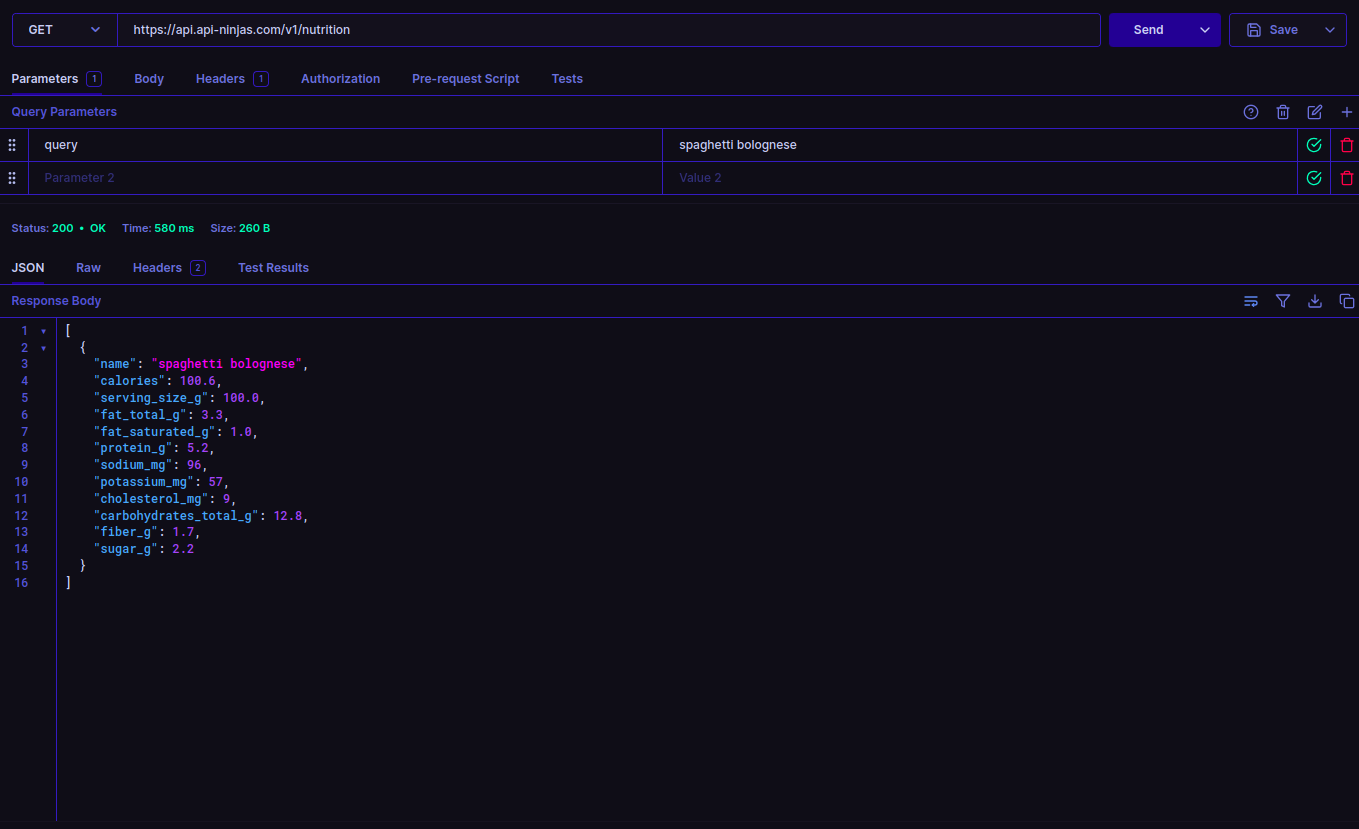 GET https://api.api-ninjas.com/v1/nutrition Send Save
Parameters 1 Body Headers 1 Authorization Pre-request Script Tests
Query Parameters
query spaghetti bolognese
Parameter 2 Value 2
Status: 200 • OK Time: 580 ms Size: 260 B
JSON Raw Headers 2 Test Results
Response Body
1 [
2 {
3 "name": "spaghetti bolognese",
4 "calories": 100.6,
5 "serving_size_g": 100.0,
6 "fat_total_g": 3.3,
7 "fat_saturated_g": 1.0,
8 "protein_g": 5.2,
9 "sodium_mg": 96,
10 "potassium_mg": 57,
11 "cholesterol_mg": 9,
12 "carbohydrates_total_g": 12.8,
13 "fiber_g": 1.7,
14 "sugar_g": 2.2
15 }
16 ]